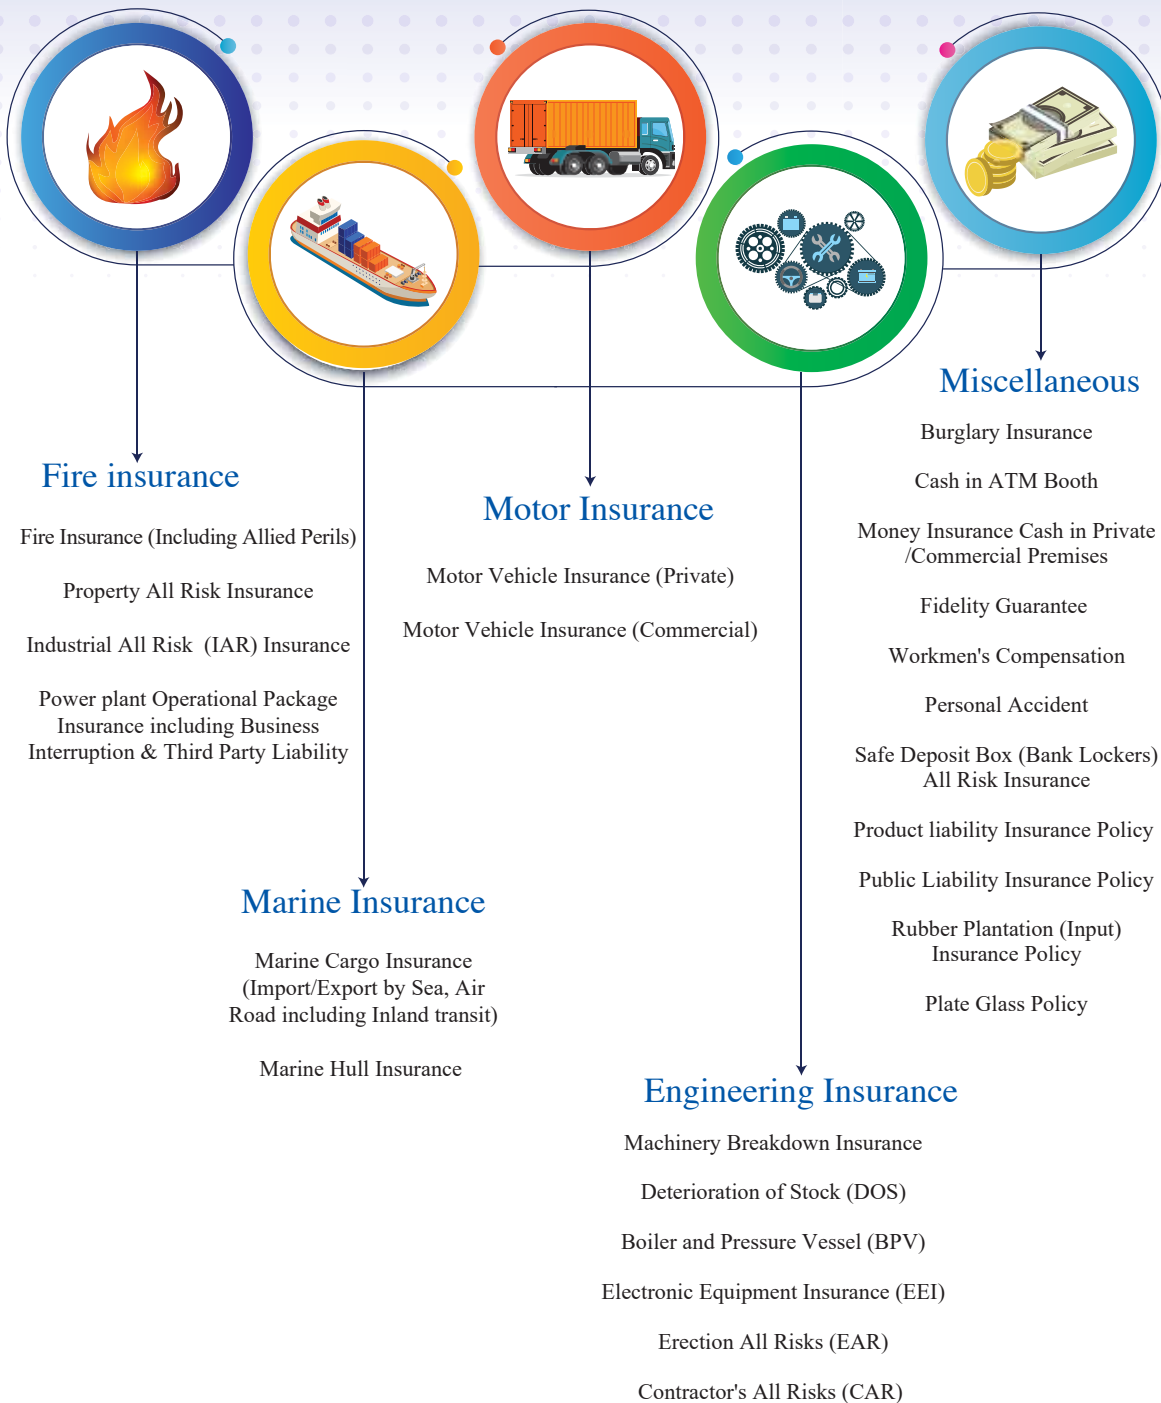 Fire insurance
Fire Insurance (Including Allied Perils)
Property All Risk Insurance
Industrial All Risk (IAR) Insurance
Power plant Operational Package
Insurance including Business
Interruption & Third Party Liability
Marine Insurance
Marine Cargo Insurance
(Import/Export by Sea, Air
Road including Inland transit)
Marine Hull Insurance
Motor Insurance
Motor Vehicle Insurance (Private)
Motor Vehicle Insurance (Commercial)
Engineering Insurance
Machinery Breakdown Insurance
Deterioration of Stock (DOS)
Boiler and Pressure Vessel (BPV)
Electronic Equipment Insurance (EEI)
Erection All Risks (EAR)
Contractor's All Risks (CAR)
Miscellaneous
Burglary Insurance
Cash in ATM Booth
Money Insurance Cash in Private
/Commercial Premises
Fidelity Guarantee
Workmen's Compensation
Personal Accident
Safe Deposit Box (Bank Lockers)
All Risk Insurance
Product liability Insurance Policy
Public Liability Insurance Policy
Rubber Plantation (Input)
Insurance Policy
Plate Glass Policy